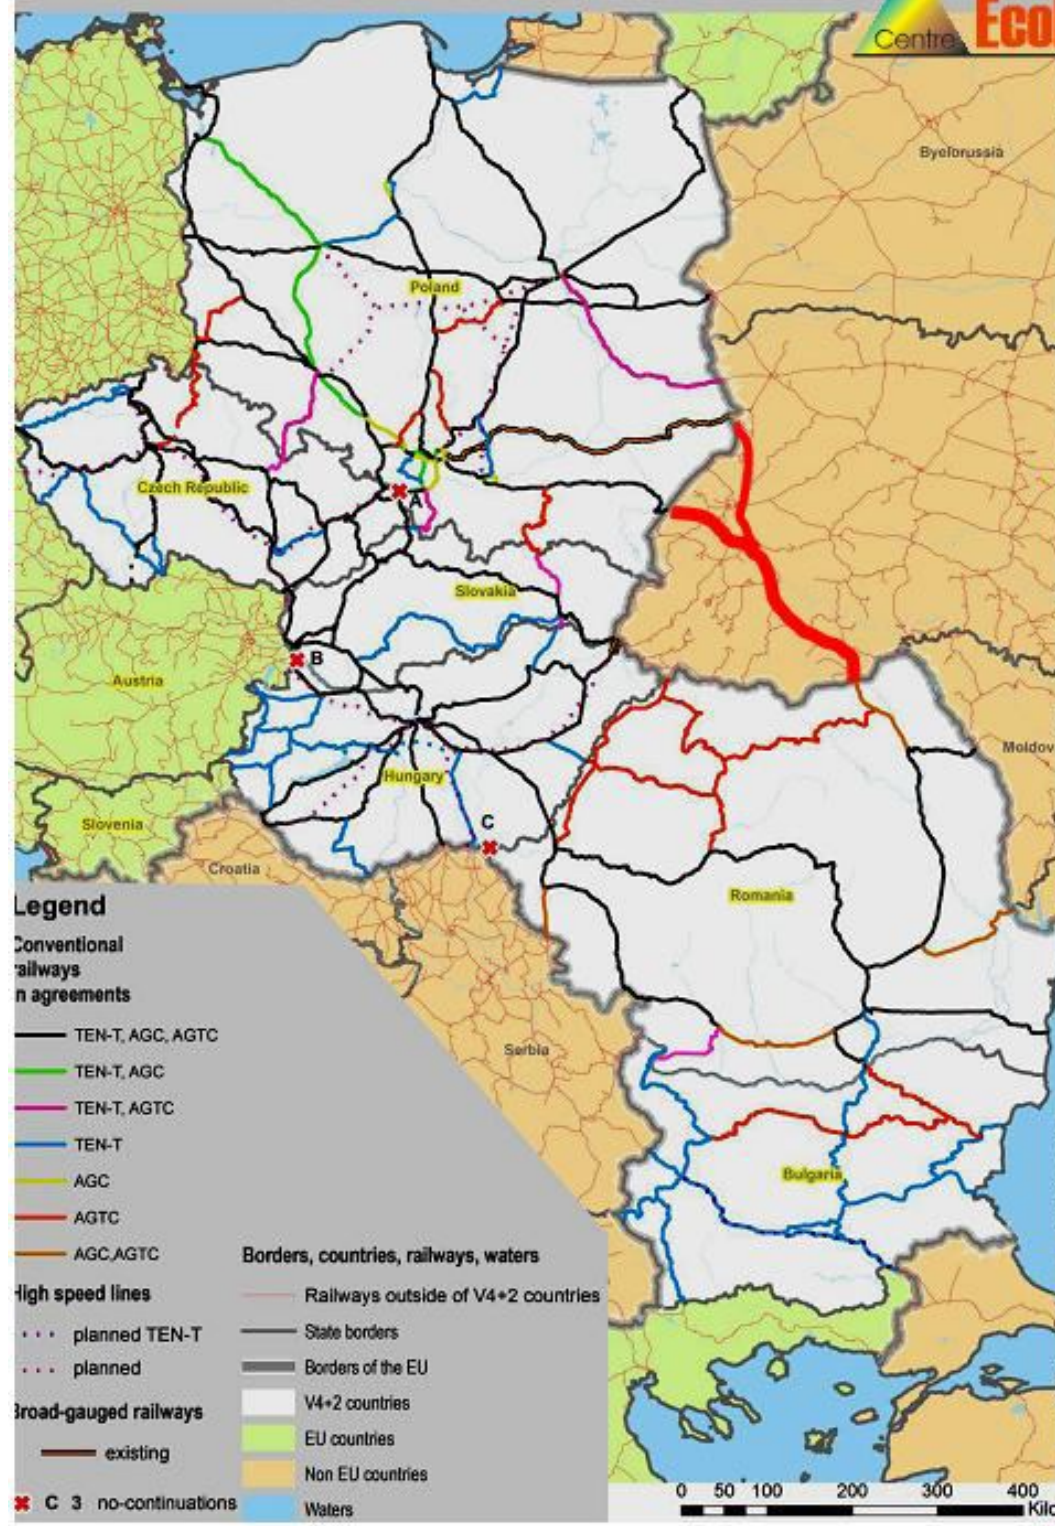 Centre Eco
Byelorussia
Poland
Czech Republic
A
Slovakia
B
Austria
Moldov
Hungary
Slovenia
C
Croatia
Romania
Serbia
Bulgaria
Legend
Conventional
railways
n agreements
TEN-T, AGC, AGTC
TEN-T, AGC
TEN-T, AGTC
TEN-T
AGC
AGTC
AGC,AGTC
High speed lines
planned TEN-T
planned
Broad-gauged railways
existing
C 3 no-continuations
Borders, countries, railways, waters
Railways outside of V4+2 countries
State borders
Borders of the EU
V4+2 countries
EU countries
Non EU countries
Waters
0 50 100 200 300 400
Kilo